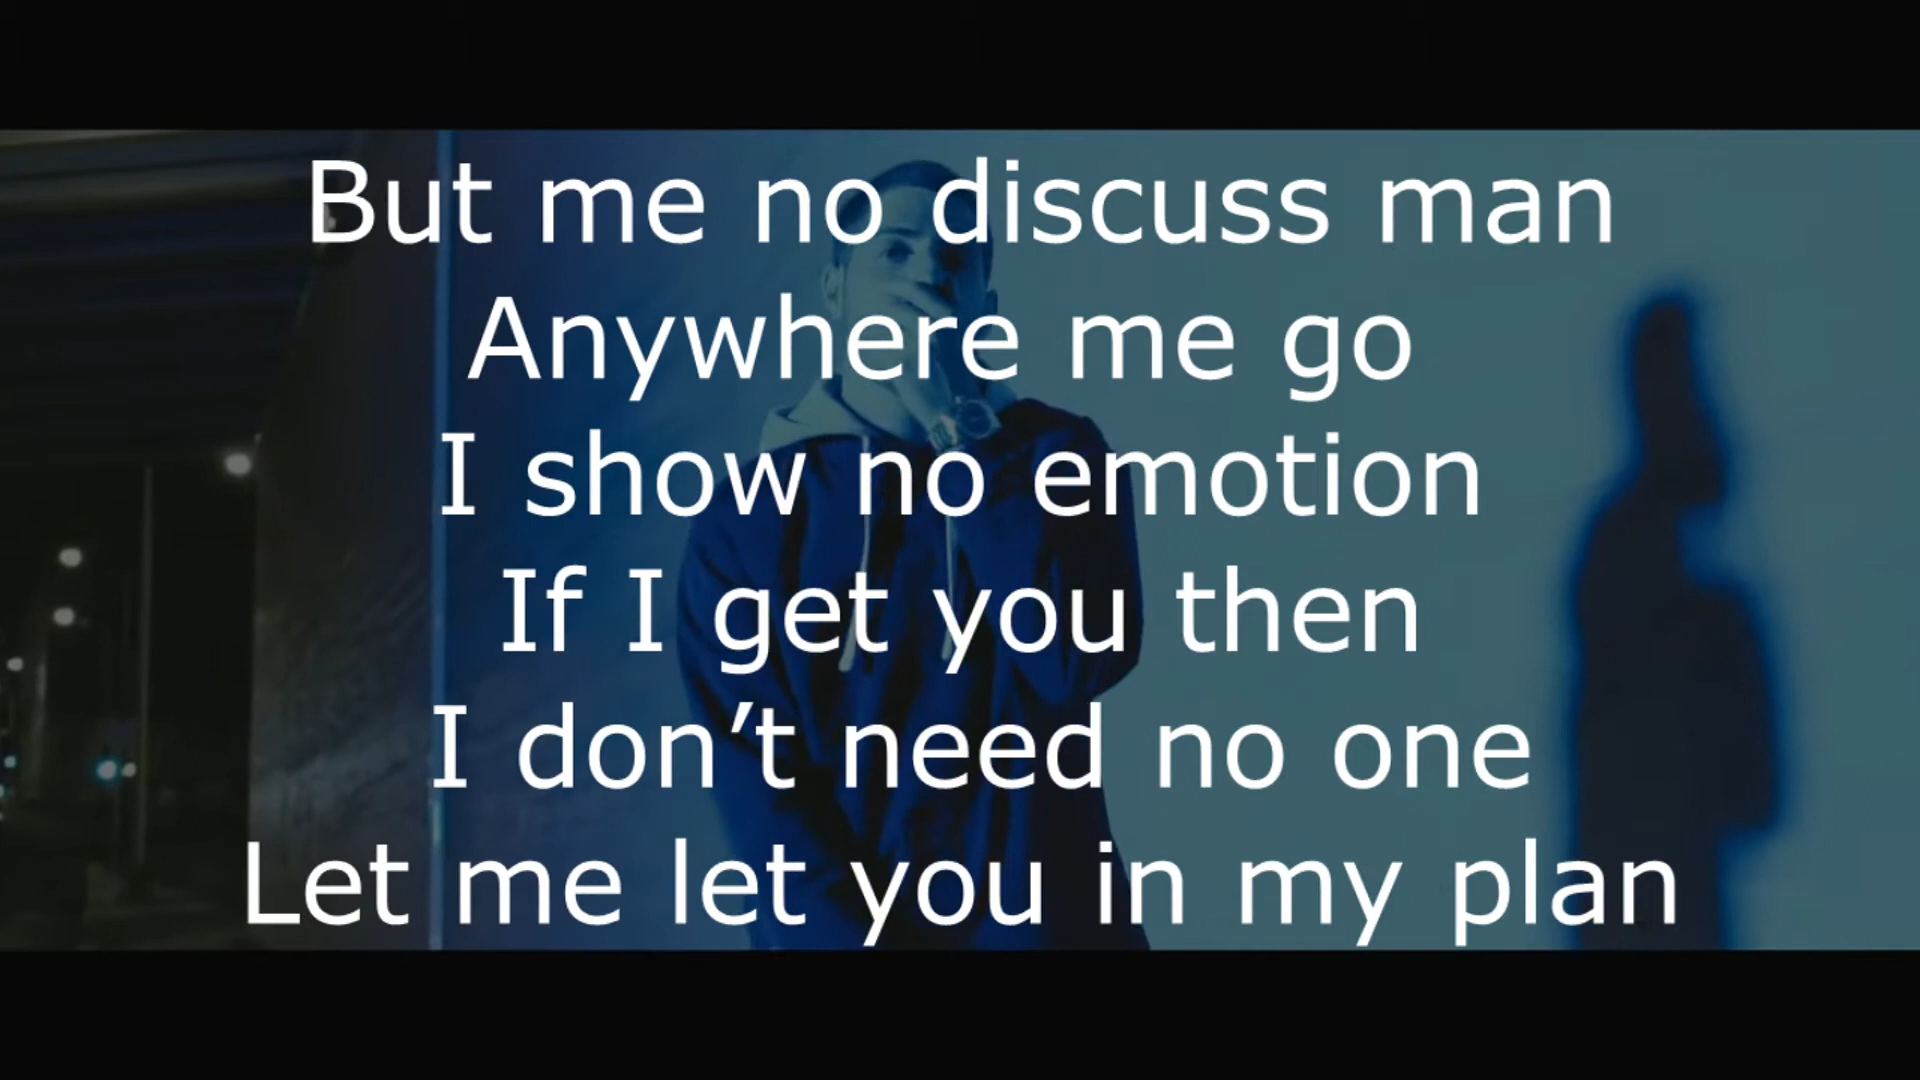 But me no discuss man
Anywhere me go
I show no emotion
If I get you then
I don’t need no one
Let me let you in my plan